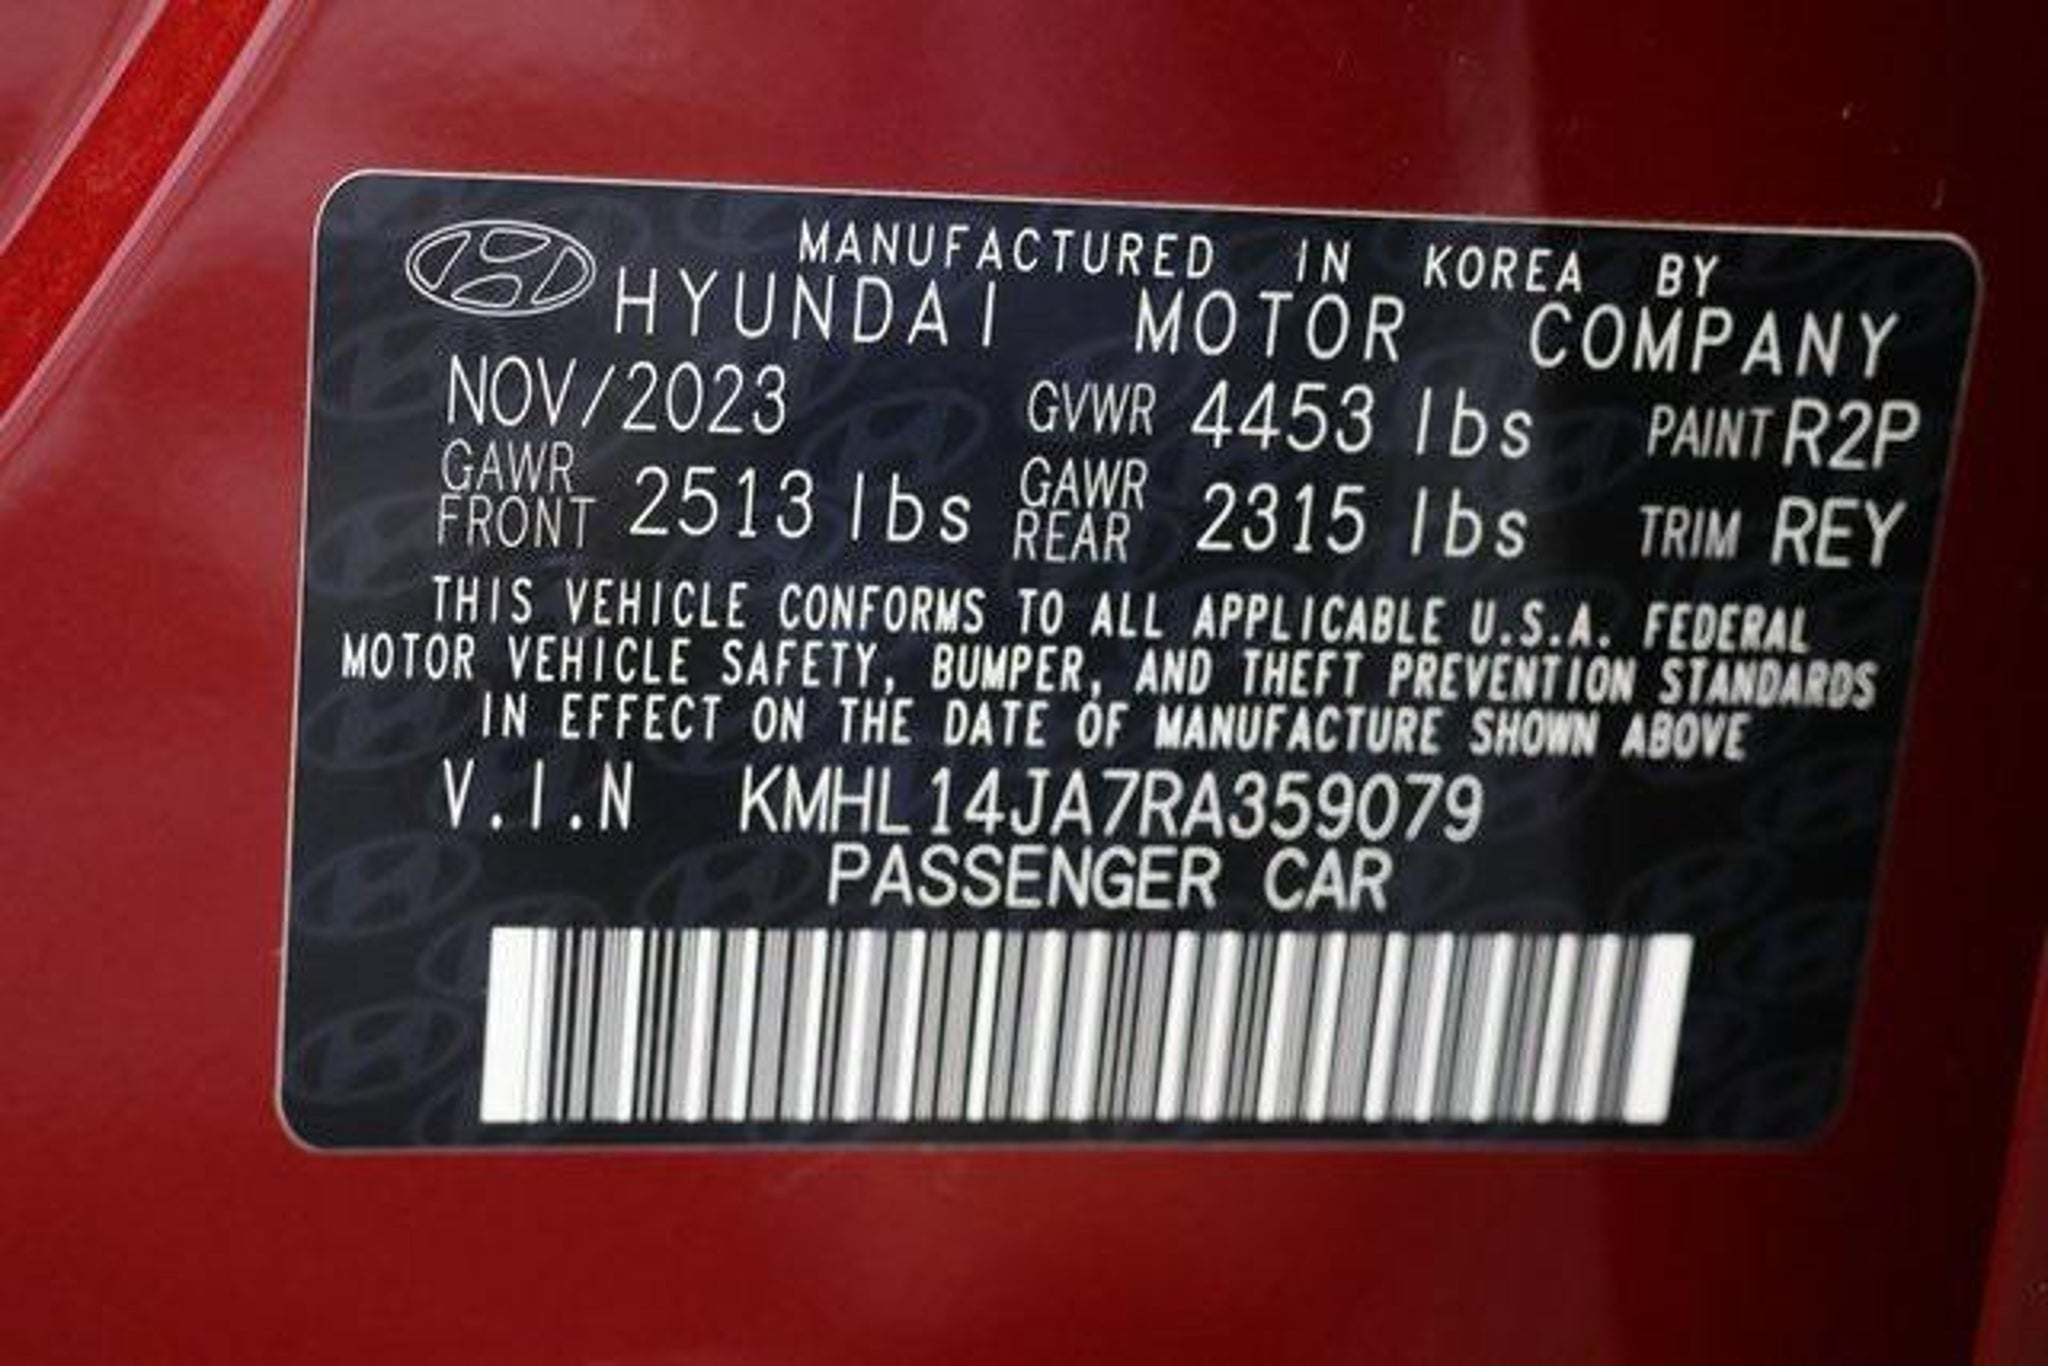 MANUFACTURED IN KOREA BY
HYUNDAI MOTOR COMPANY
NOV/2023 GVWR 4453 lbs PAINT R2P
GAWR FRONT 2513 lbs GAWR REAR 2315 lbs TRIM REY
THIS VEHICLE CONFORMS TO ALL APPLICABLE U.S.A. FEDERAL
MOTOR VEHICLE SAFETY, BUMPER, AND THEFT PREVENTION STANDARDS
IN EFFECT ON THE DATE OF MANUFACTURE SHOWN ABOVE
V.I.N KMHL14JA7RA359079
PASSENGER CAR